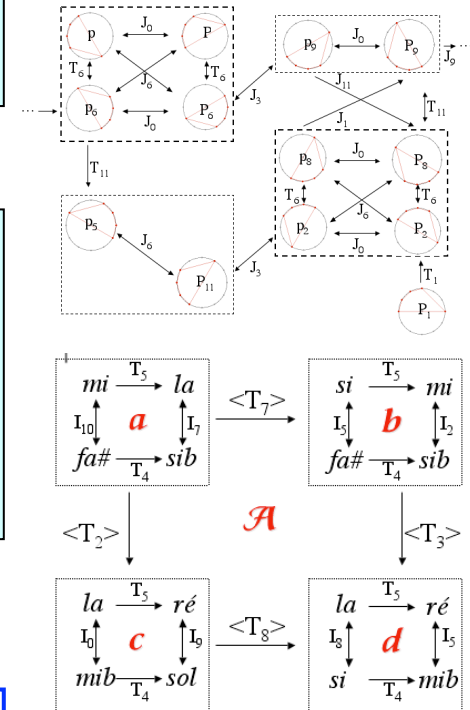 p J₀ P
T₆ J₆ T₆
... p₆ J₀ P₆
p₉ J₀ P₉ J₉ ...
J₃ J₁₁ J₁ T₁₁
T₁₁
p₈ J₀ P₈
T₆ J₆ T₆
p₂ J₀ P₂
p₅ J₆ P₁₁ J₃
T₁
P₁
mi T₅ la
I₁₀ a I₇
fa# T₄ sib
<T₇>
si T₅ mi
I₅ b I₂
fa# T₄ sib
<T₂> A <T₃>
la T₅ ré
I₀ c I₉
mib T₄ sol
<T₈>
la T₅ ré
I₈ d I₅
si T₄ mib